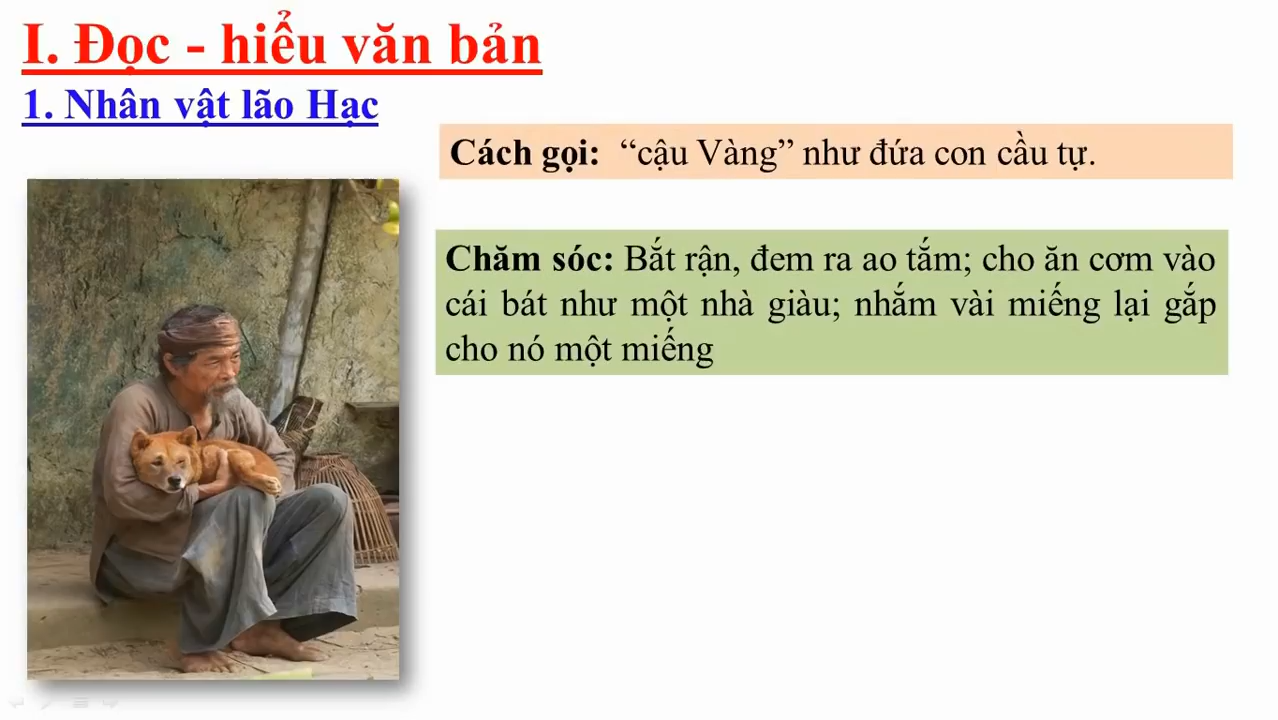 I. Đọc - hiểu văn bản
1. Nhân vật lão Hạc
Cách gọi: “cậu Vàng” như đứa con cầu tự.
Chăm sóc: Bắt rận, đem ra ao tắm; cho ăn cơm vào
cái bát như một nhà giàu; nhắm vài miếng lại gắp
cho nó một miếng